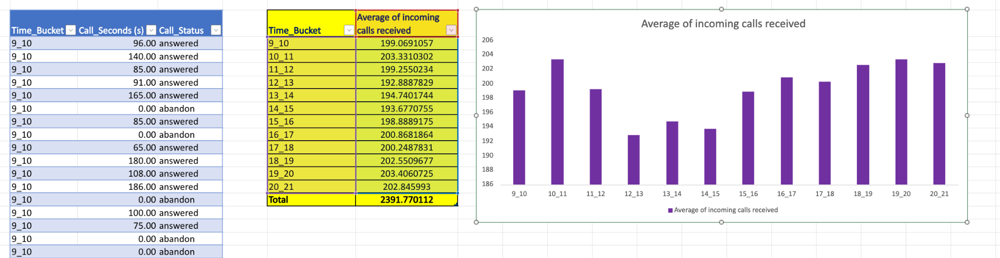 Time_Bucket Call_Seconds (s) Call_Status
9_10 96.00 answered
9_10 140.00 answered
9_10 85.00 answered
9_10 91.00 answered
9_10 165.00 answered
9_10 0.00 abandon
9_10 85.00 answered
9_10 0.00 abandon
9_10 65.00 answered
9_10 180.00 answered
9_10 108.00 answered
9_10 186.00 answered
9_10 0.00 abandon
9_10 100.00 answered
9_10 75.00 answered
9_10 0.00 abandon
9_10 0.00 abandon
Average of incoming
Time_Bucket calls received
9_10 199.0691057
10_11 203.3310302
11_12 199.2550234
12_13 192.8887829
13_14 194.7401744
14_15 193.6770755
15_16 198.8889175
16_17 200.8681864
17_18 200.2487831
18_19 202.5509677
19_20 203.4060725
20_21 202.845993
Total 2391.770112
Average of incoming calls received
206
204
202
200
198
196
194
192
190
188
186
9_10 10_11 11_12 12_13 13_14 14_15 15_16 16_17 17_18 18_19 19_20 20_21
Average of incoming calls received